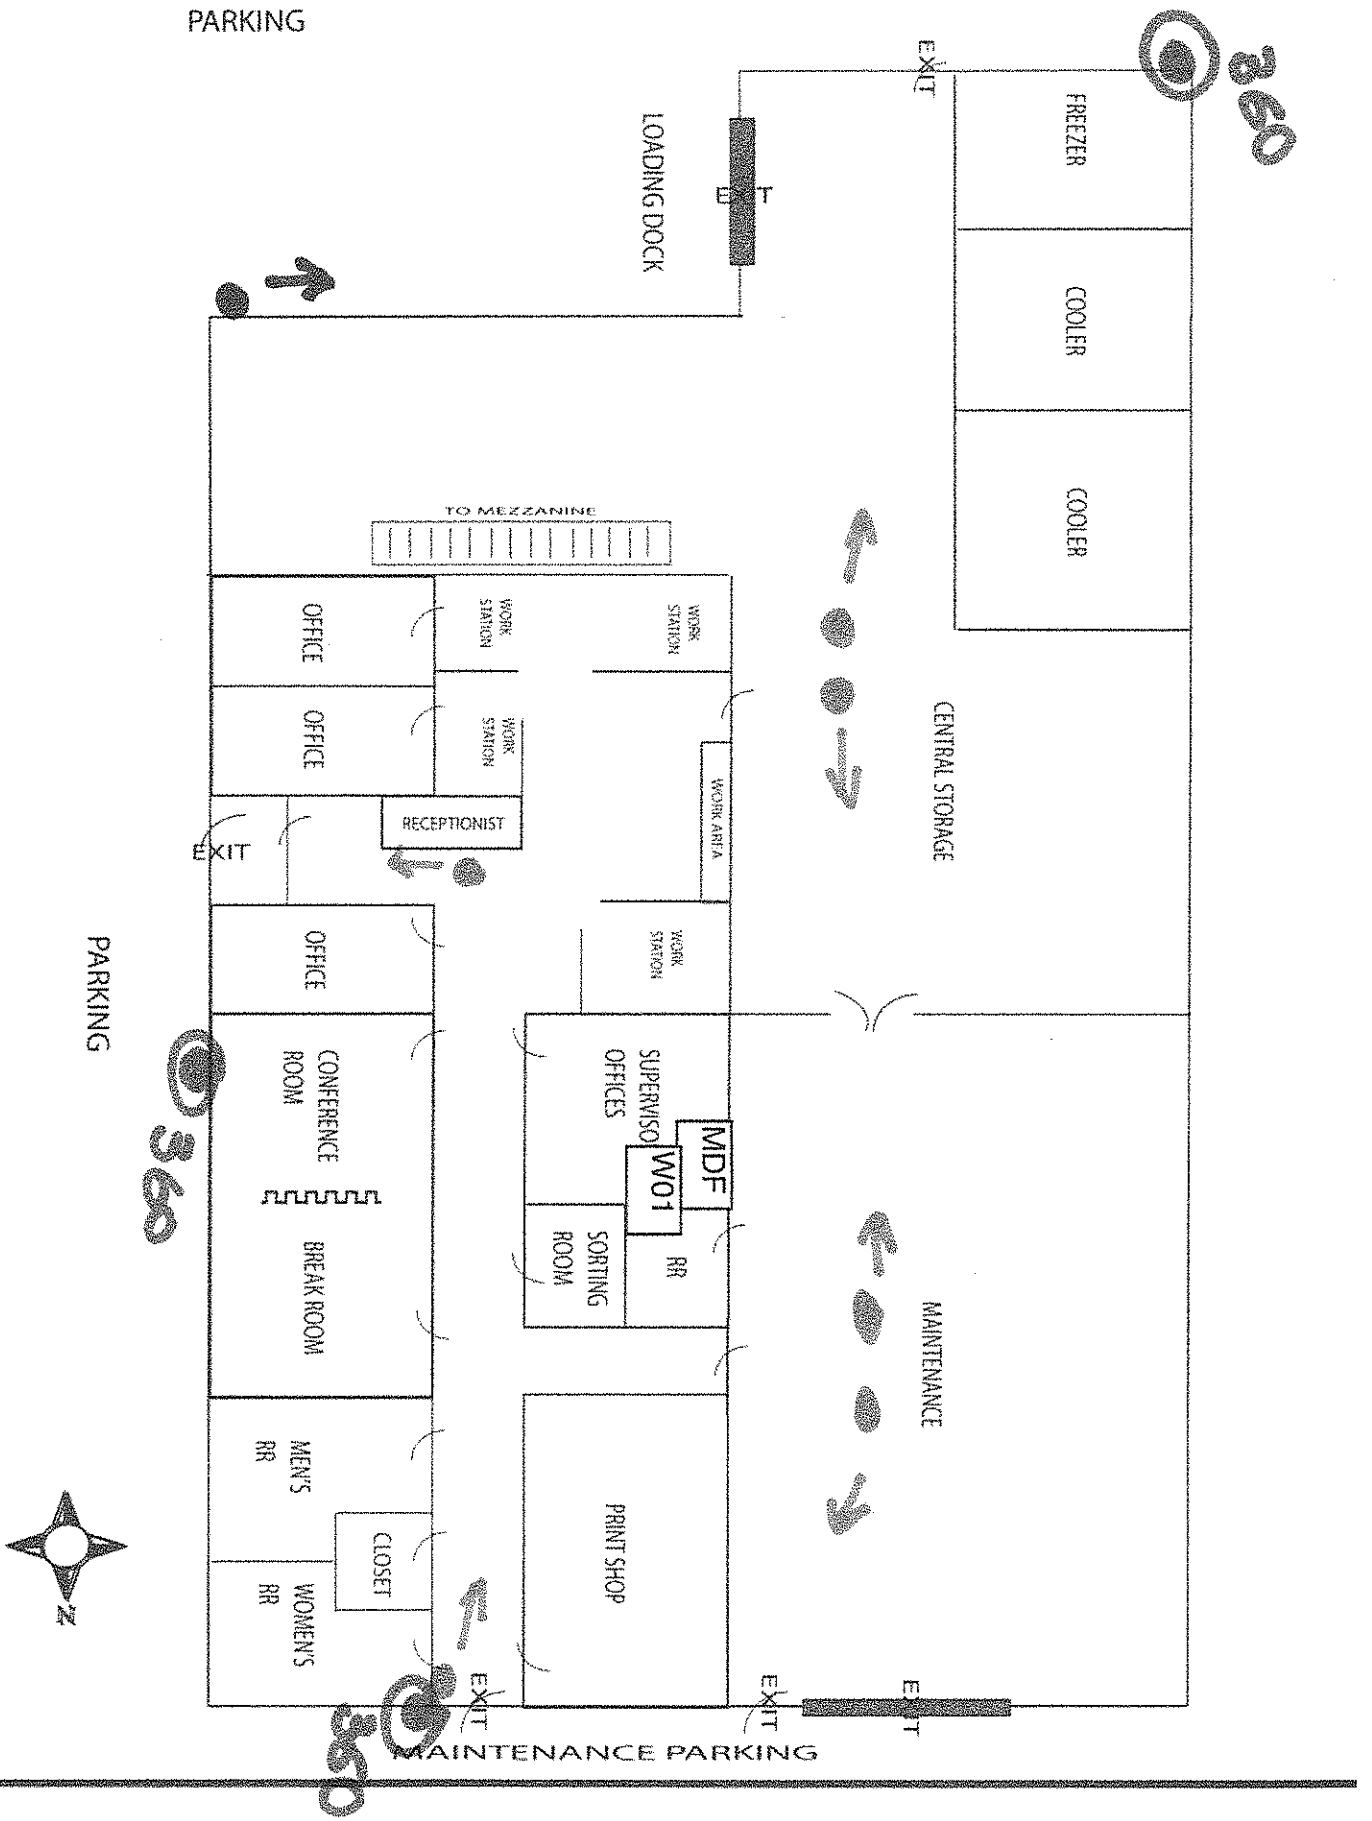 PARKING
EXIT
360
FREEZER
LOADING DOCK
EXIT
COOLER
COOLER
TO MEZZANINE
OFFICE
WORK
STATION
WORK
STATION
OFFICE
WORK
STATION
CENTRAL STORAGE
WORK AREA
RECEPTIONIST
EXIT
OFFICE
WORK
STATION
PARKING
CONFERENCE
ROOM
SUPERVISO
OFFICES
MDF
W01
360
SORTING
ROOM
RR
BREAK ROOM
MAINTENANCE
MEN'S
RR
CLOSET
PRINT SHOP
WOMEN'S
RR
N
EXIT
EXIT
EXIT
360
MAINTENANCE PARKING